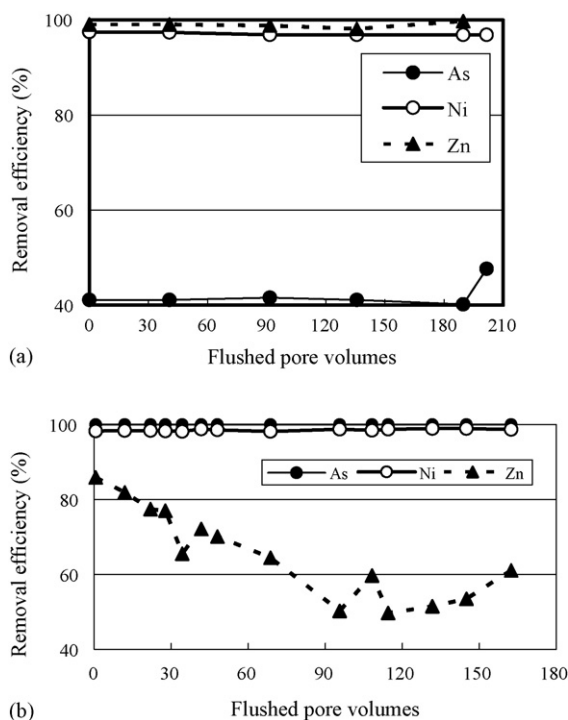 100
80
60
40
Removal efficiency (%)
As
Ni
Zn
0 30 60 90 120 150 180 210
(a)
Flushed pore volumes
100
80
60
40
Removal efficiency (%)
As Ni Zn
0 30 60 90 120 150 180
(b)
Flushed pore volumes